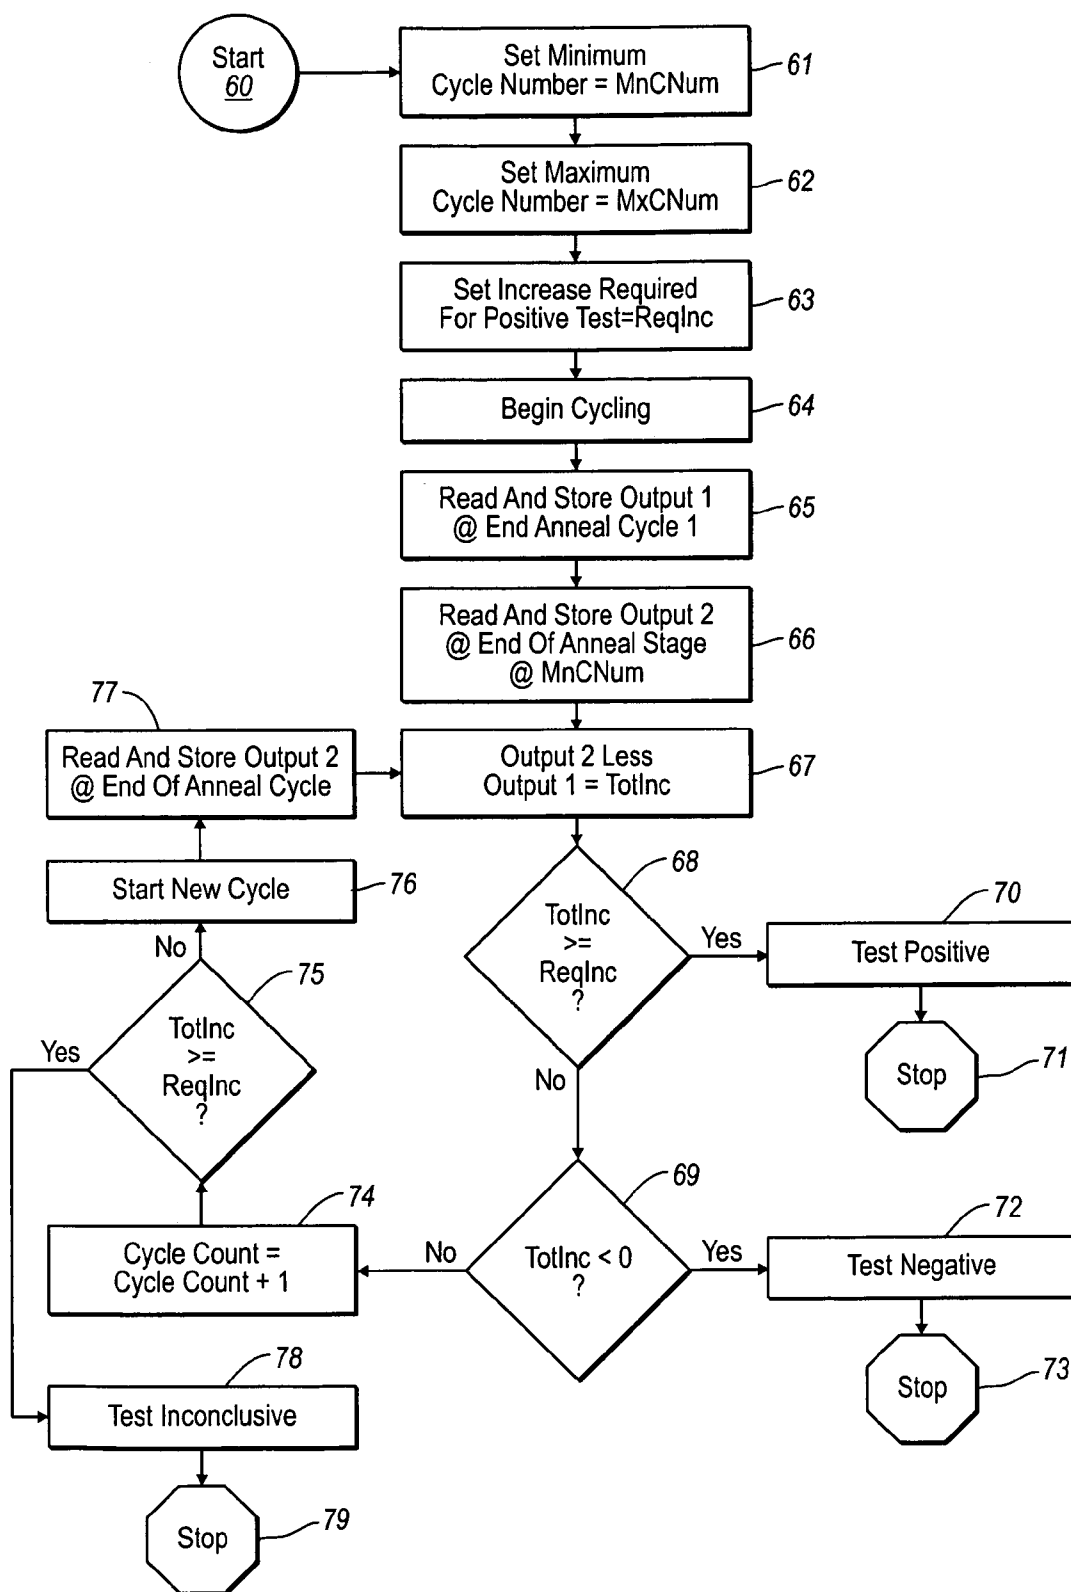 Start
60
Set Minimum
Cycle Number = MnCNum
61
Set Maximum
Cycle Number = MxCNum
62
Set Increase Required
For Positive Test=ReqInc
63
Begin Cycling
64
Read And Store Output 1
@ End Anneal Cycle 1
65
Read And Store Output 2
@ End Of Anneal Stage
@ MnCNum
66
77
Read And Store Output 2
@ End Of Anneal Cycle
Output 2 Less
Output 1 = TotInc
67
Start New Cycle
76
No
75
TotInc
>=
ReqInc
?
Yes
68
TotInc
>=
ReqInc
?
Yes
No
70
Test Positive
Stop
71
69
TotInc < 0
?
No
Yes
72
Test Negative
Stop
73
74
Cycle Count =
Cycle Count + 1
78
Test Inconclusive
Stop
79